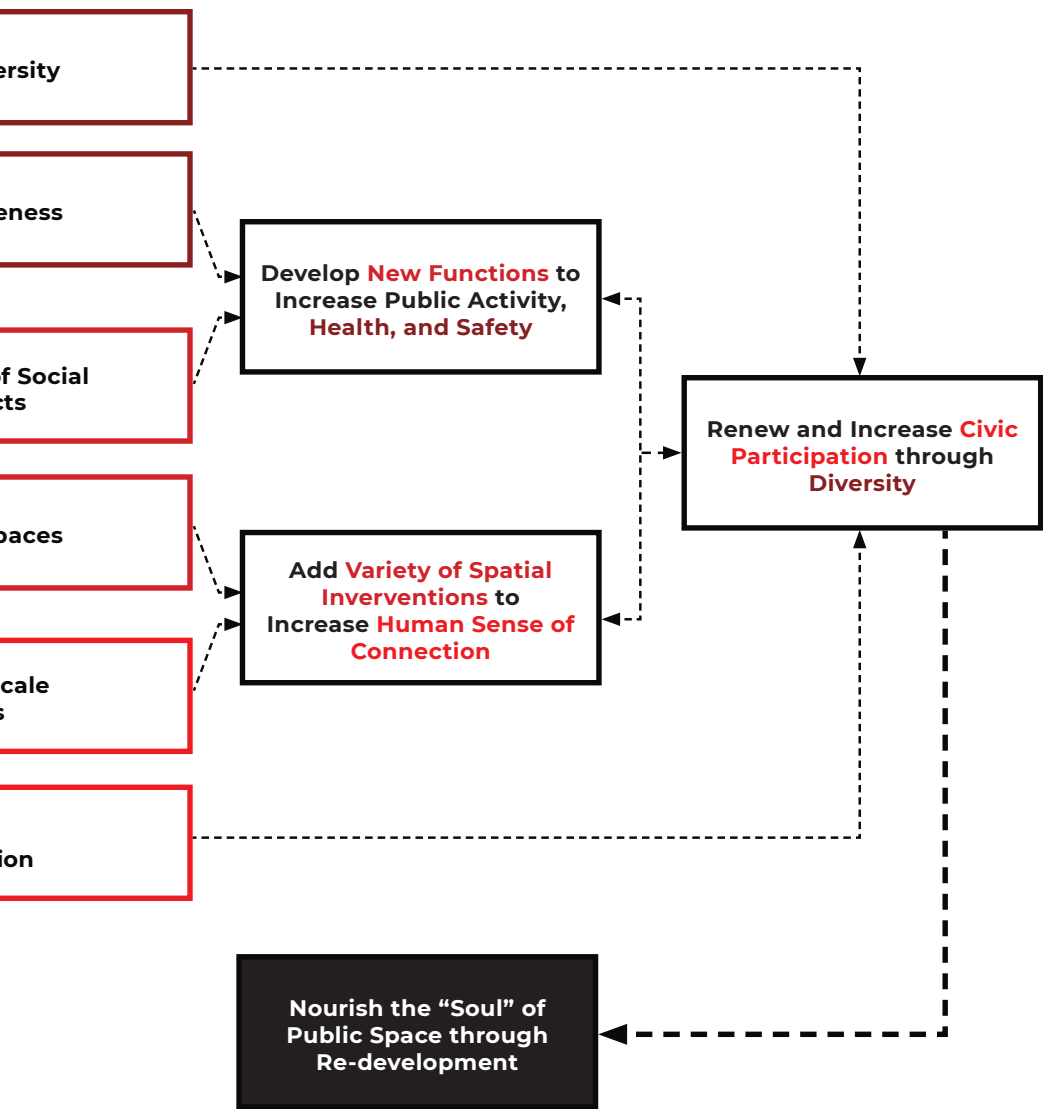 ersity
eness
of Social
cts
paces
cale
s
ion
Develop New Functions to
Increase Public Activity,
Health, and Safety
Add Variety of Spatial
Inverventions to
Increase Human Sense of
Connection
Renew and Increase Civic
Participation through
Diversity
Nourish the “Soul” of
Public Space through
Re-development